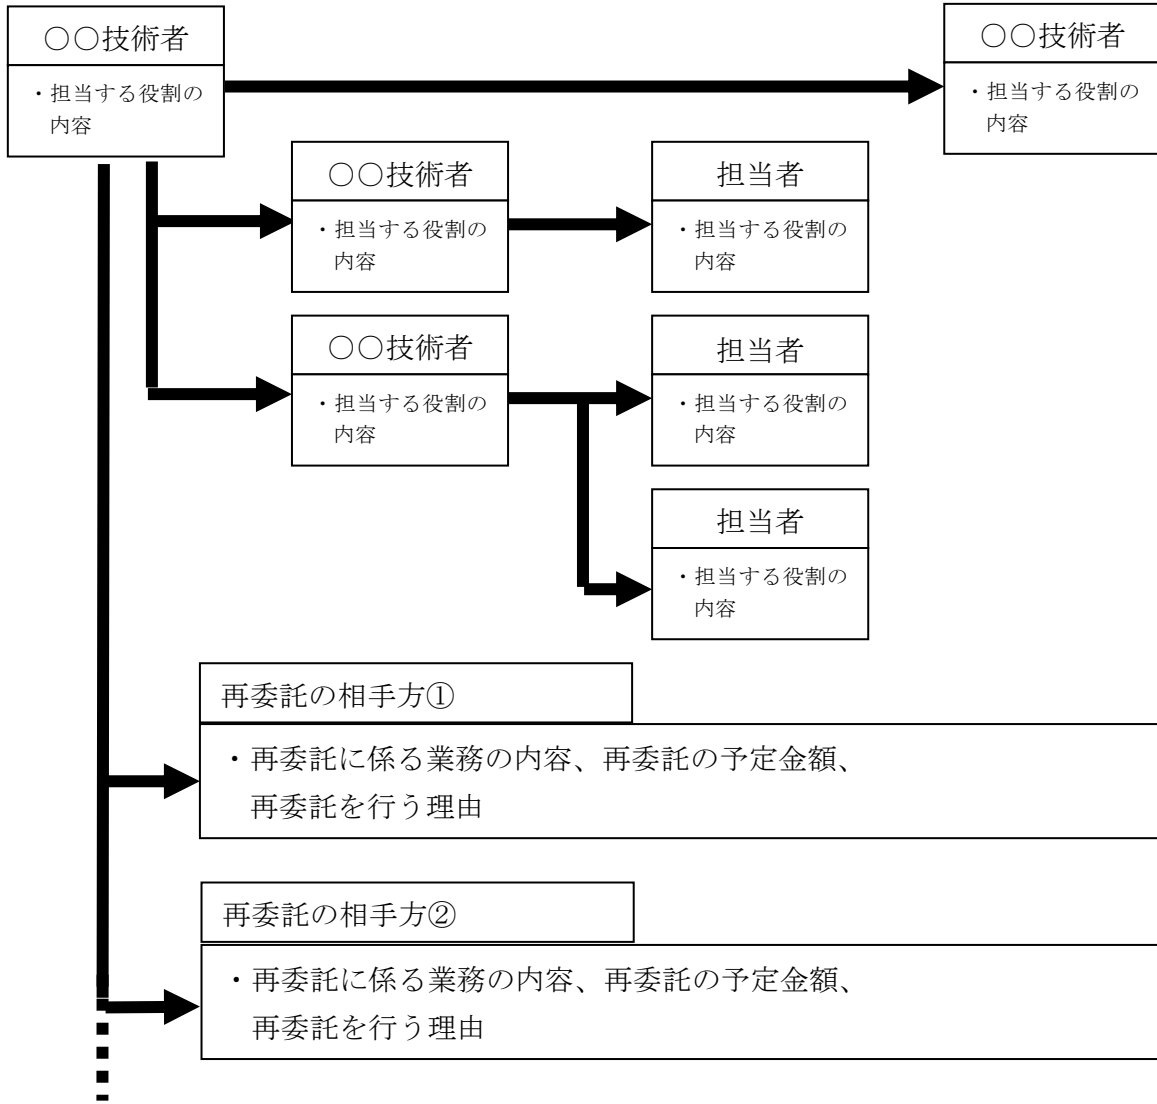 〇〇技術者
・担当する役割の
内容
〇〇技術者
・担当する役割の
内容
〇〇技術者
・担当する役割の
内容
担当者
・担当する役割の
内容
〇〇技術者
・担当する役割の
内容
担当者
・担当する役割の
内容
担当者
・担当する役割の
内容
再委託の相手方①
・再委託に係る業務の内容、再委託の予定金額、
再委託を行う理由
再委託の相手方②
・再委託に係る業務の内容、再委託の予定金額、
再委託を行う理由